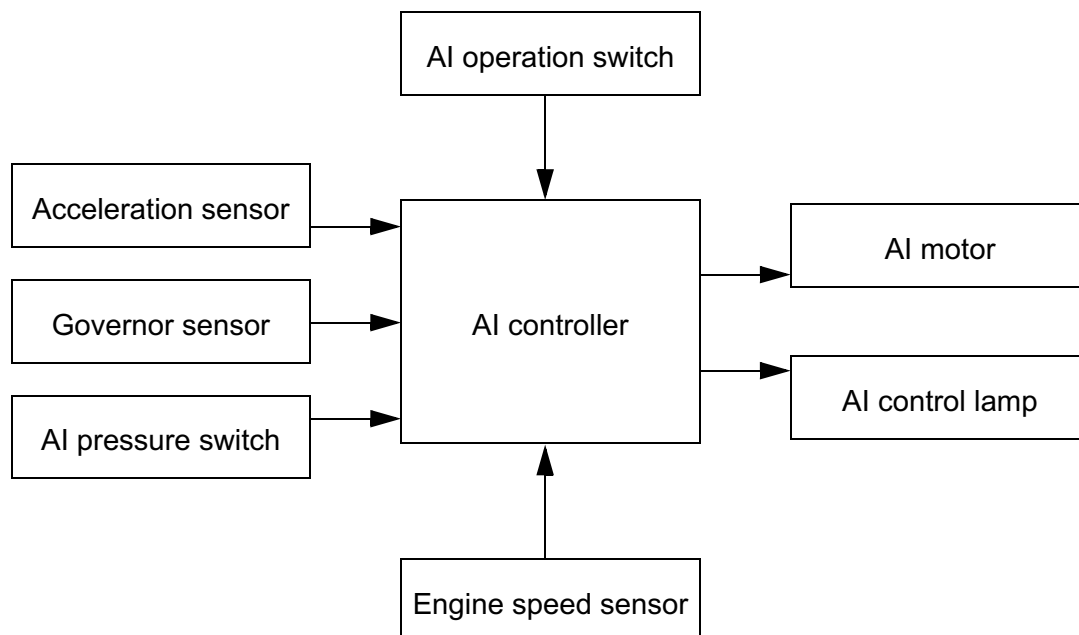 AI operation switch
Acceleration sensor
Governor sensor
AI pressure switch
AI controller
AI motor
AI control lamp
Engine speed sensor